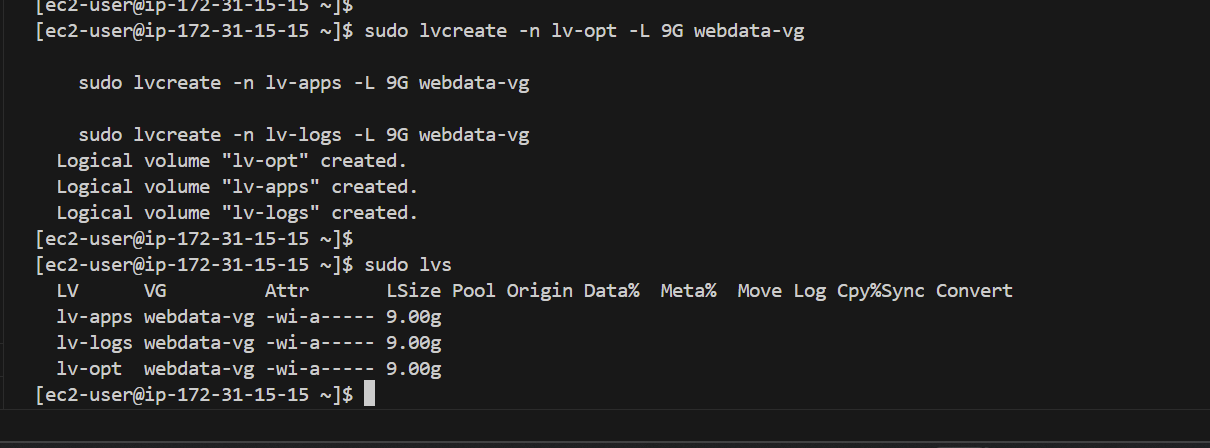 [ec2-user@ip-172-31-15-15 ~]$
[ec2-user@ip-172-31-15-15 ~]$ sudo lvcreate -n lv-opt -L 9G webdata-vg
sudo lvcreate -n lv-apps -L 9G webdata-vg
sudo lvcreate -n lv-logs -L 9G webdata-vg
Logical volume "lv-opt" created.
Logical volume "lv-apps" created.
Logical volume "lv-logs" created.
[ec2-user@ip-172-31-15-15 ~]$
[ec2-user@ip-172-31-15-15 ~]$ sudo lvs
LV VG Attr LSize Pool Origin Data% Meta% Move Log Cpy%Sync Convert
lv-apps webdata-vg -wi-a----- 9.00g
lv-logs webdata-vg -wi-a----- 9.00g
lv-opt webdata-vg -wi-a----- 9.00g
[ec2-user@ip-172-31-15-15 ~]$